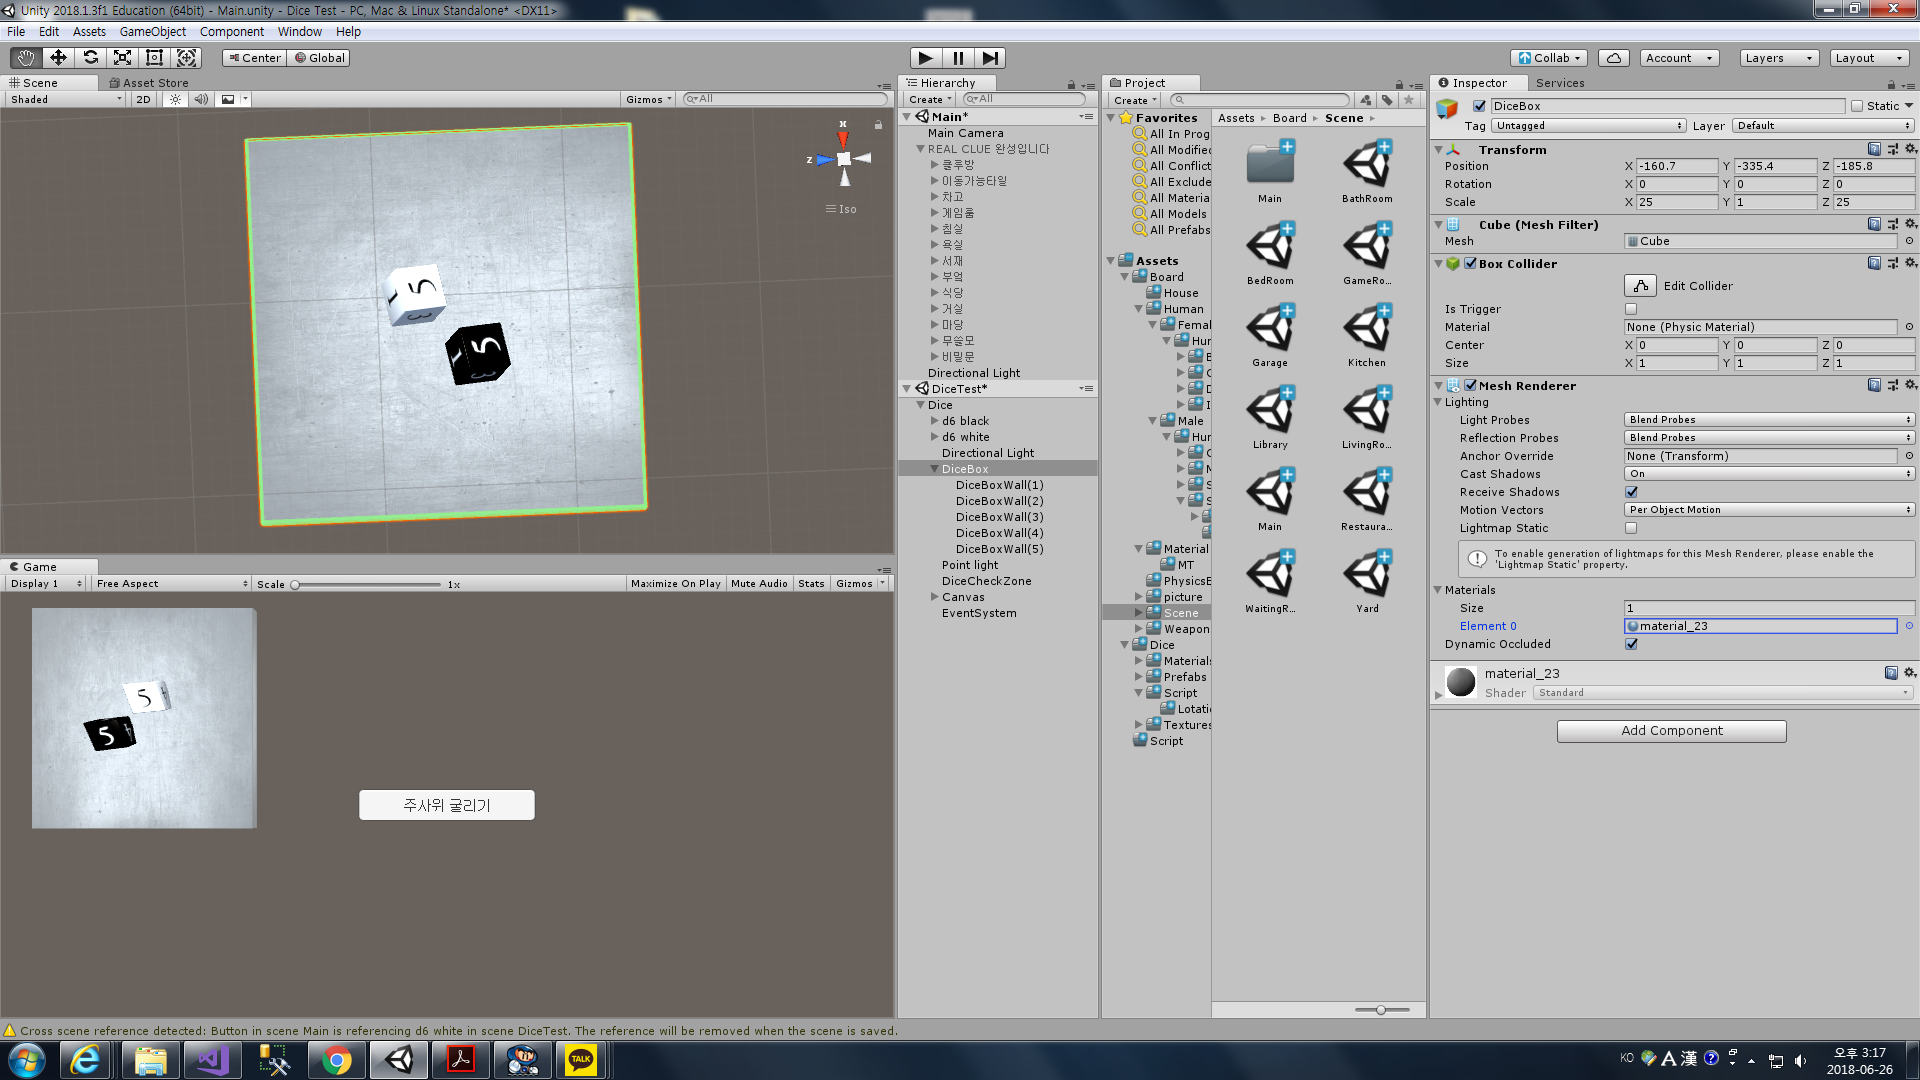 Unity 2018.1.3f1 Education (64bit) - Main.unity - Dice Test - PC, Mac & Linux Standalone* <DX11>
File Edit Assets GameObject Component Window Help
Center Global
Collab Account Layers Layout
Scene Asset Store
Shaded 2D Gizmos All
x
z
Iso
5
3
5
3
Game
Display 1 Free Aspect Scale 1x Maximize On Play Mute Audio Stats Gizmos
5
5
주사위 굴리기
Hierarchy
Create All
Main*
Main Camera
REAL CLUE 완성입니다
클루방
이동가능타일
차고
게임룸
침실
욕실
서재
부엌
식당
거실
마당
무쓸모
비밀문
Directional Light
DiceTest*
Dice
d6 black
d6 white
Directional Light
DiceBox
DiceBoxWall(1)
DiceBoxWall(2)
DiceBoxWall(3)
DiceBoxWall(4)
DiceBoxWall(5)
Point light
DiceCheckZone
Canvas
EventSystem
Project
Create
Favorites
All In Prog
All Modified
All Conflict
All Exclude
All Materia
All Models
All Prefabs
Assets
Board
House
Human
Femal
Hur
Male
Hur
Material
MT
PhysicsE
picture
Scene
Weapon
Dice
Materials
Prefabs
Script
Lotati
Textures
Script
Assets Board Scene
Main BathRoom
BedRoom GameRo...
Garage Kitchen
Library LivingRo...
Main Restaura...
WaitingR... Yard
Inspector Services
DiceBox Static
Tag Untagged Layer Default
Transform
Position X -160.7 Y -335.4 Z -185.8
Rotation X 0 Y 0 Z 0
Scale X 25 Y 1 Z 25
Cube (Mesh Filter)
Mesh Cube
Box Collider
Edit Collider
Is Trigger
Material None (Physic Material)
Center X 0 Y 0 Z 0
Size X 1 Y 1 Z 1
Mesh Renderer
Lighting
Light Probes Blend Probes
Reflection Probes Blend Probes
Anchor Override None (Transform)
Cast Shadows On
Receive Shadows
Motion Vectors Per Object Motion
Lightmap Static
To enable generation of lightmaps for this Mesh Renderer, please enable the
'Lightmap Static' property.
Materials
Size 1
Element 0 material_23
Dynamic Occluded
material_23
Shader Standard
Add Component
Cross scene reference detected: Button in scene Main is referencing d6 white in scene DiceTest. The reference will be removed when the scene is saved.
TALK
KO A 漢 오후 3:17
2018-06-26